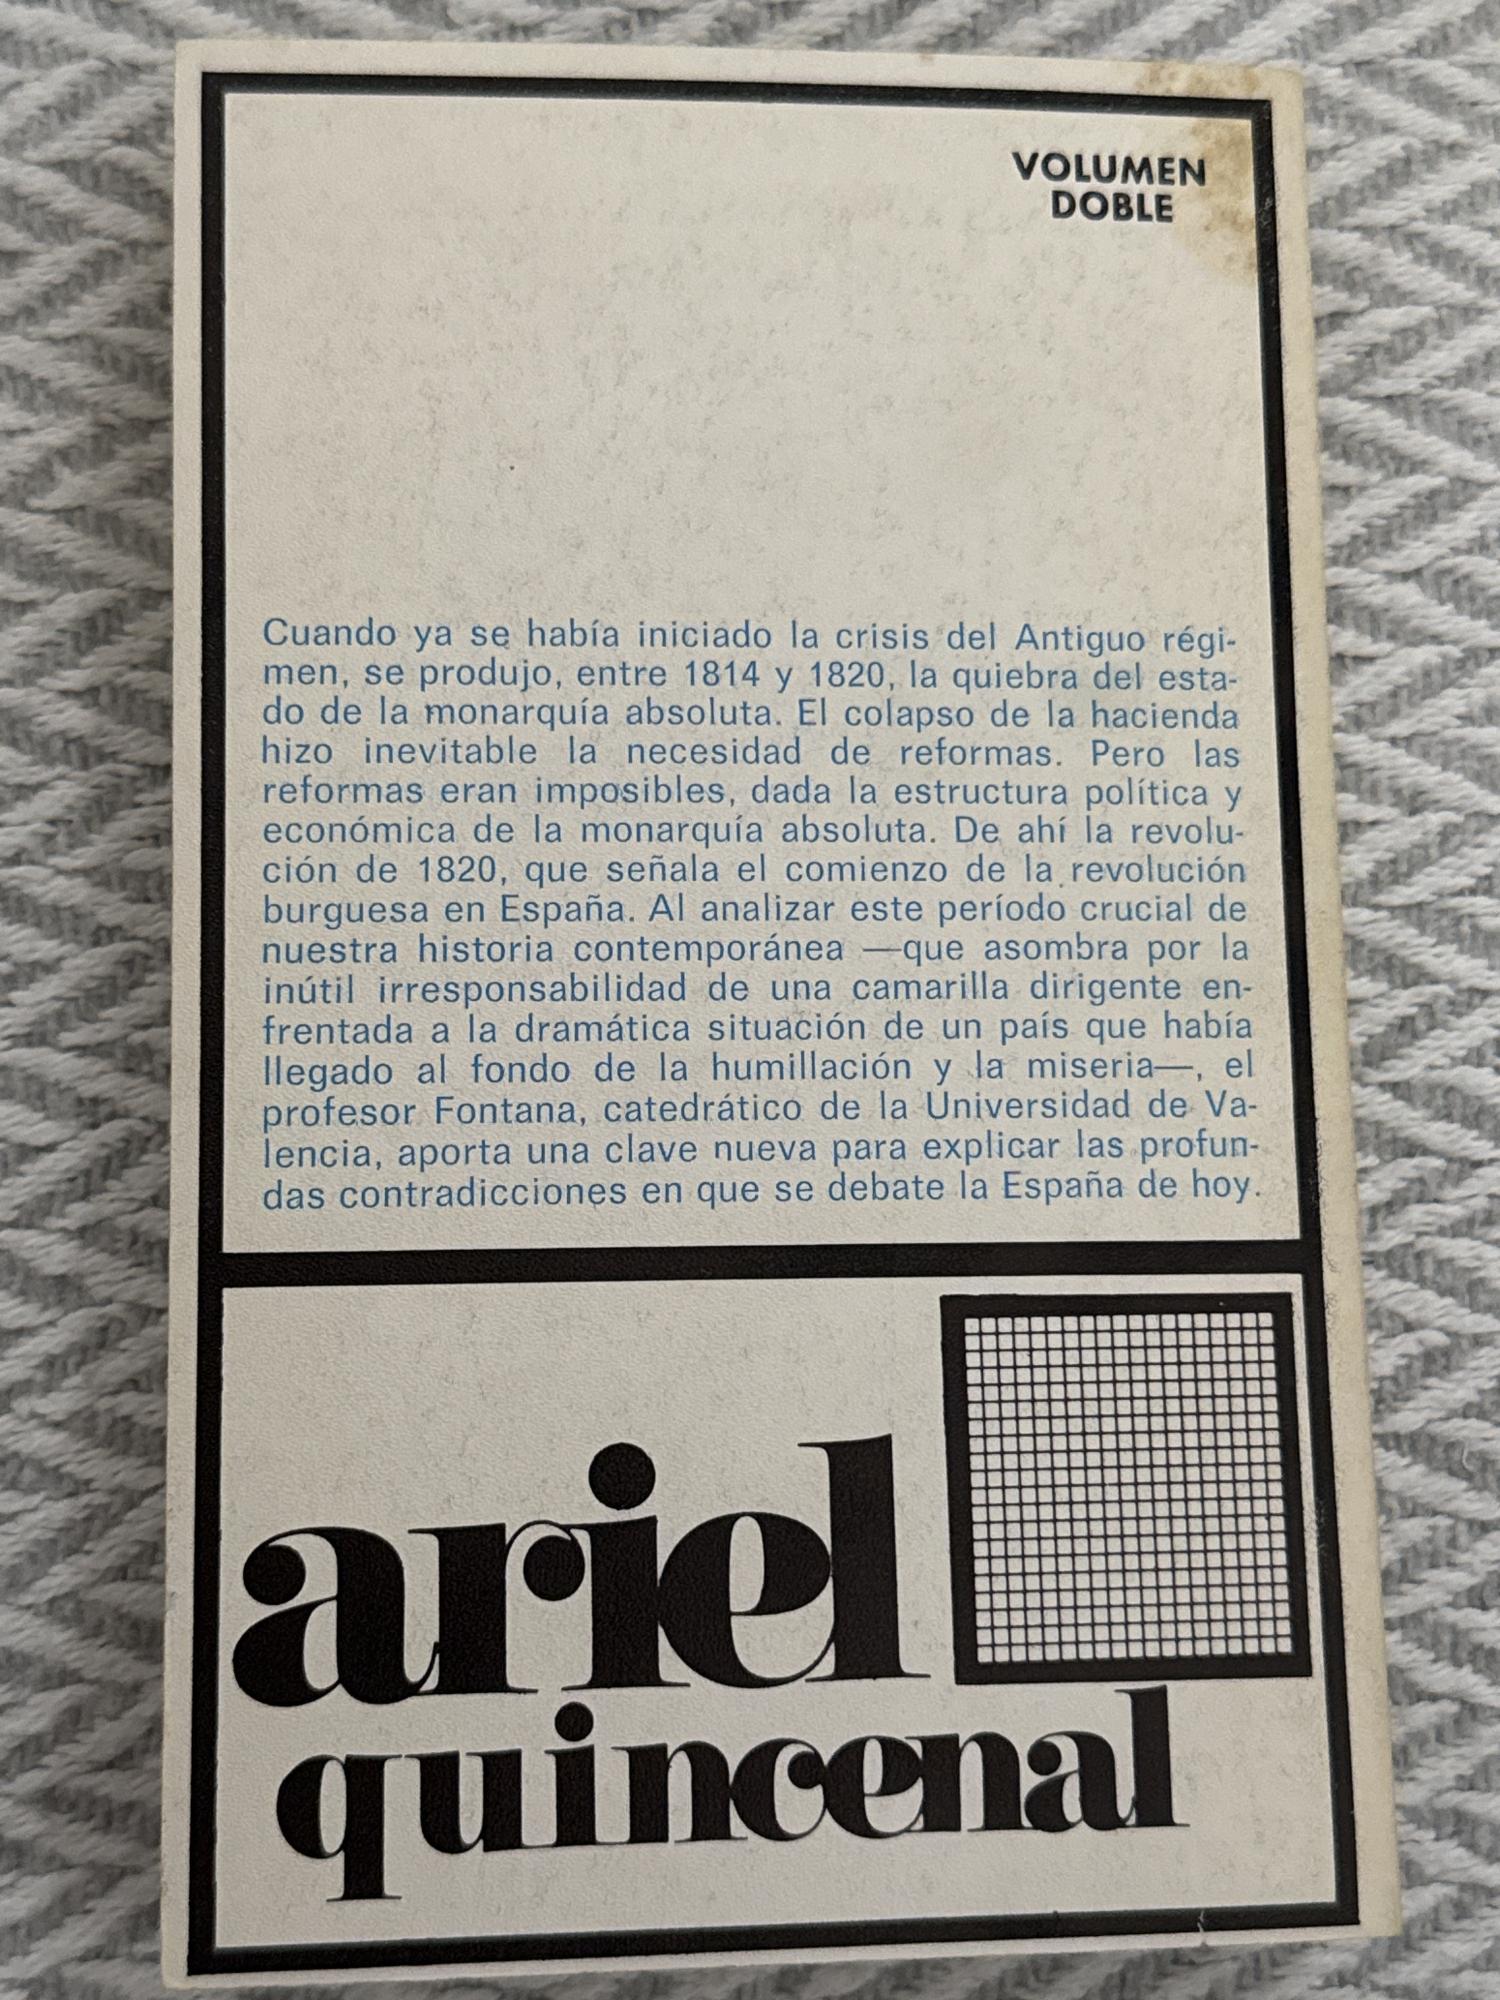 VOLUMEN
DOBLE
Cuando ya se había iniciado la crisis del Antiguo régi-
men, se produjo, entre 1814 y 1820, la quiebra del esta-
do de la monarquía absoluta. El colapso de la hacienda
hizo inevitable la necesidad de reformas. Pero las
reformas eran imposibles, dada la estructura política y
económica de la monarquía absoluta. De ahí la revolu-
ción de 1820, que señala el comienzo de la revolución
burguesa en España. Al analizar este período crucial de
nuestra historia contemporánea —que asombra por la
inútil irresponsabilidad de una camarilla dirigente en-
frentada a la dramática situación de un país que había
llegado al fondo de la humillación y la miseria—, el
profesor Fontana, catedrático de la Universidad de Va-
lencia, aporta una clave nueva para explicar las profun-
das contradicciones en que se debate la España de hoy.
ariel
quincenal